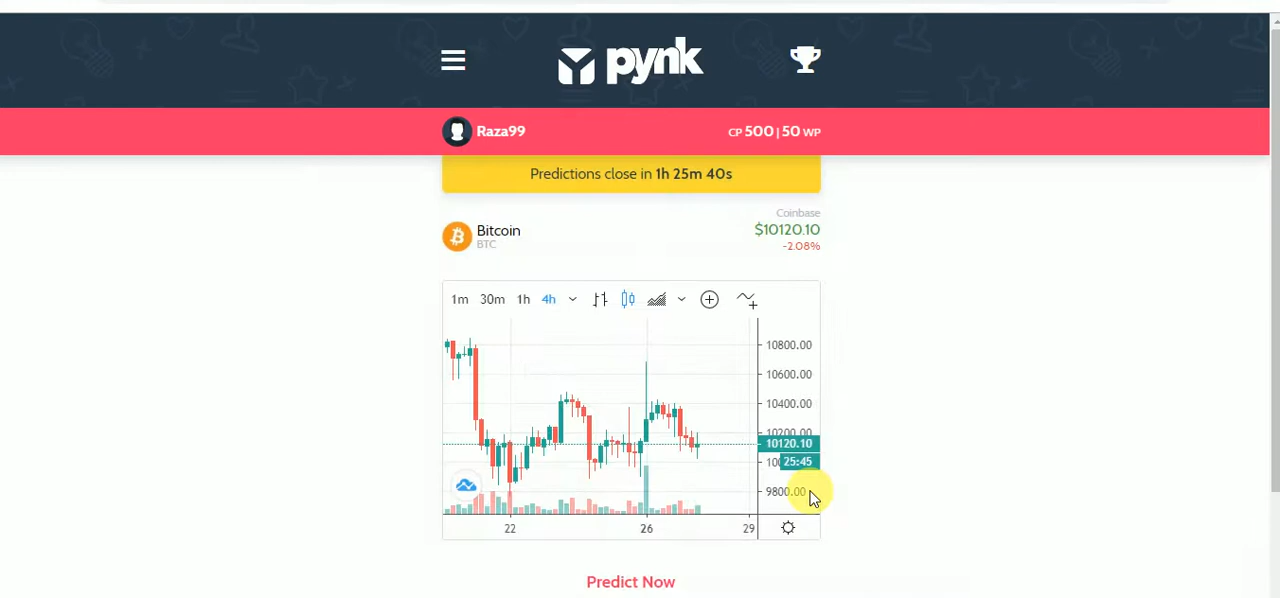 pynk
Raza99 CP 500 | 50 WP
Predictions close in 1h 25m 40s
Coinbase
Bitcoin $10120.10
BTC -2.08%
1m 30m 1h 4h
10800.00
10600.00
10400.00
10200.00
10120.10
25:45
9800.00
22 26 29
Predict Now